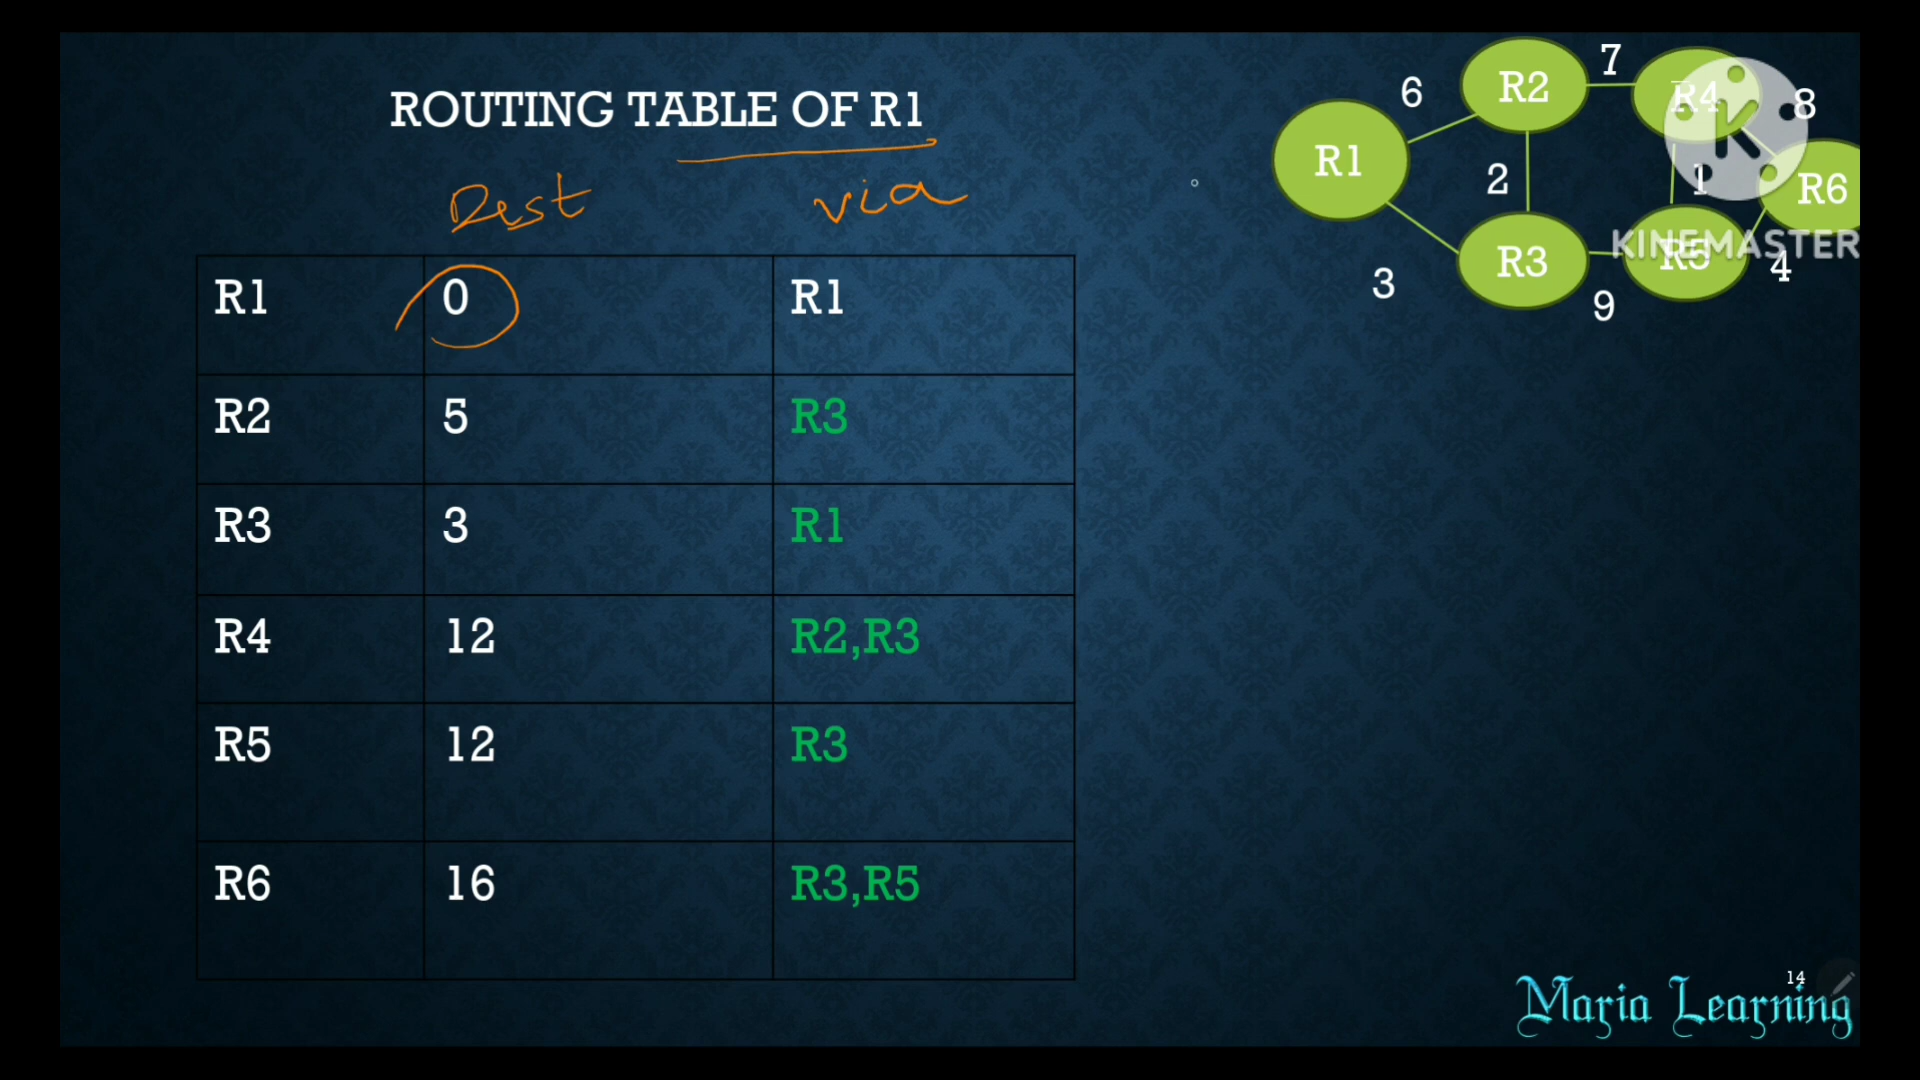 ROUTING TABLE OF R1
Dest via
R1 0 R1
R2 5 R3
R3 3 R1
R4 12 R2,R3
R5 12 R3
R6 16 R3,R5
6 R2 7 R4 8
R1 2 1 R6
KINEMASTER
3 R3 9 R5 4
14
Maria Learning